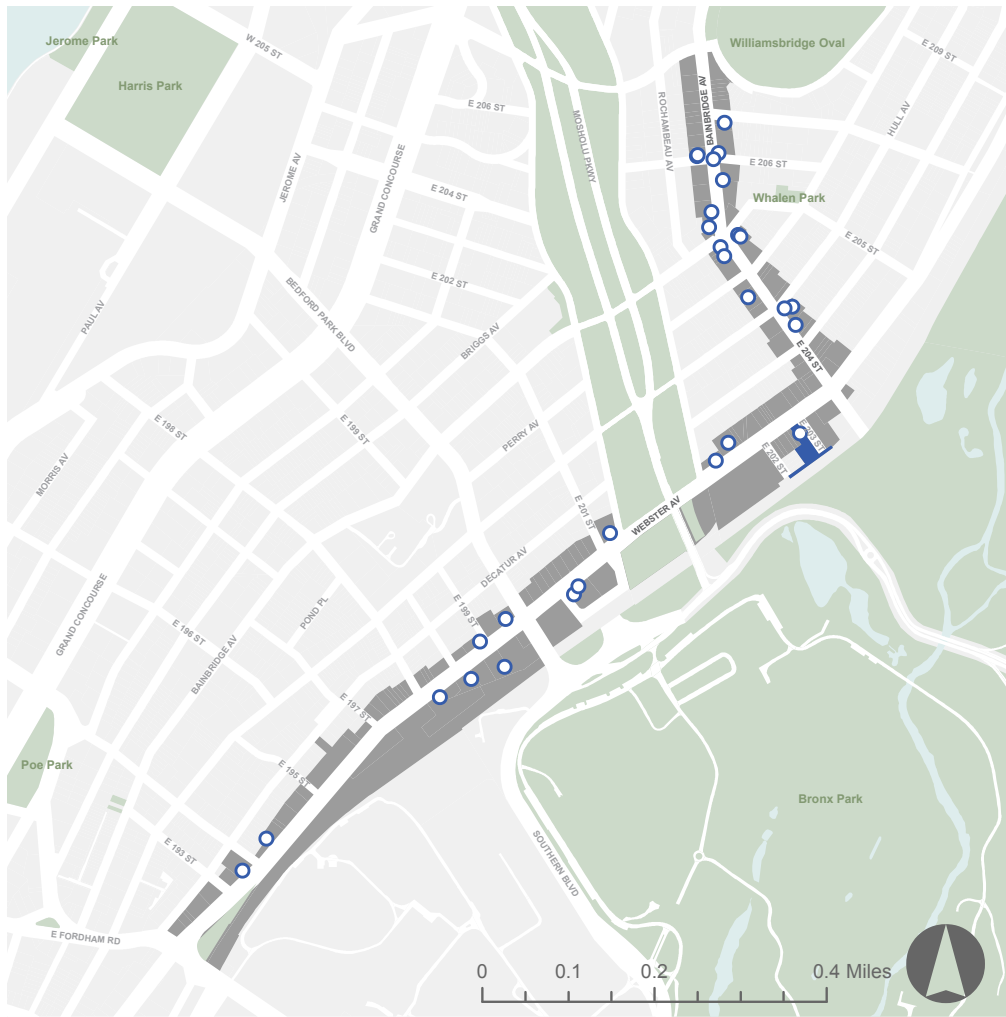 Jerome Park
W 205 ST
Williamsbridge Oval
E 209 ST
Harris Park
E 206 ST
ROCHAMBEAU AV
BAINBRIDGE AV
MOSHOLU PKWY
HULL AV
JEROME AV
GRAND CONCOURSE
E 206 ST
E 204 ST
Whalen Park
E 205 ST
E 202 ST
PAUL AV
BEDFORD PARK BLVD
BRIGGS AV
E 204 ST
E 198 ST
E 199 ST
PERRY AV
E 203 ST
E 202 ST
MORRIS AV
E 201 ST
WEBSTER AV
DECATUR AV
GRAND CONCOURSE
POND PL
E 199 ST
E 196 ST
BAINBRIDGE AV
E 197 ST
Poe Park
E 195 ST
Bronx Park
E 193 ST
SOUTHERN BLVD
E FORDHAM RD
0 0.1 0.2 0.4 Miles